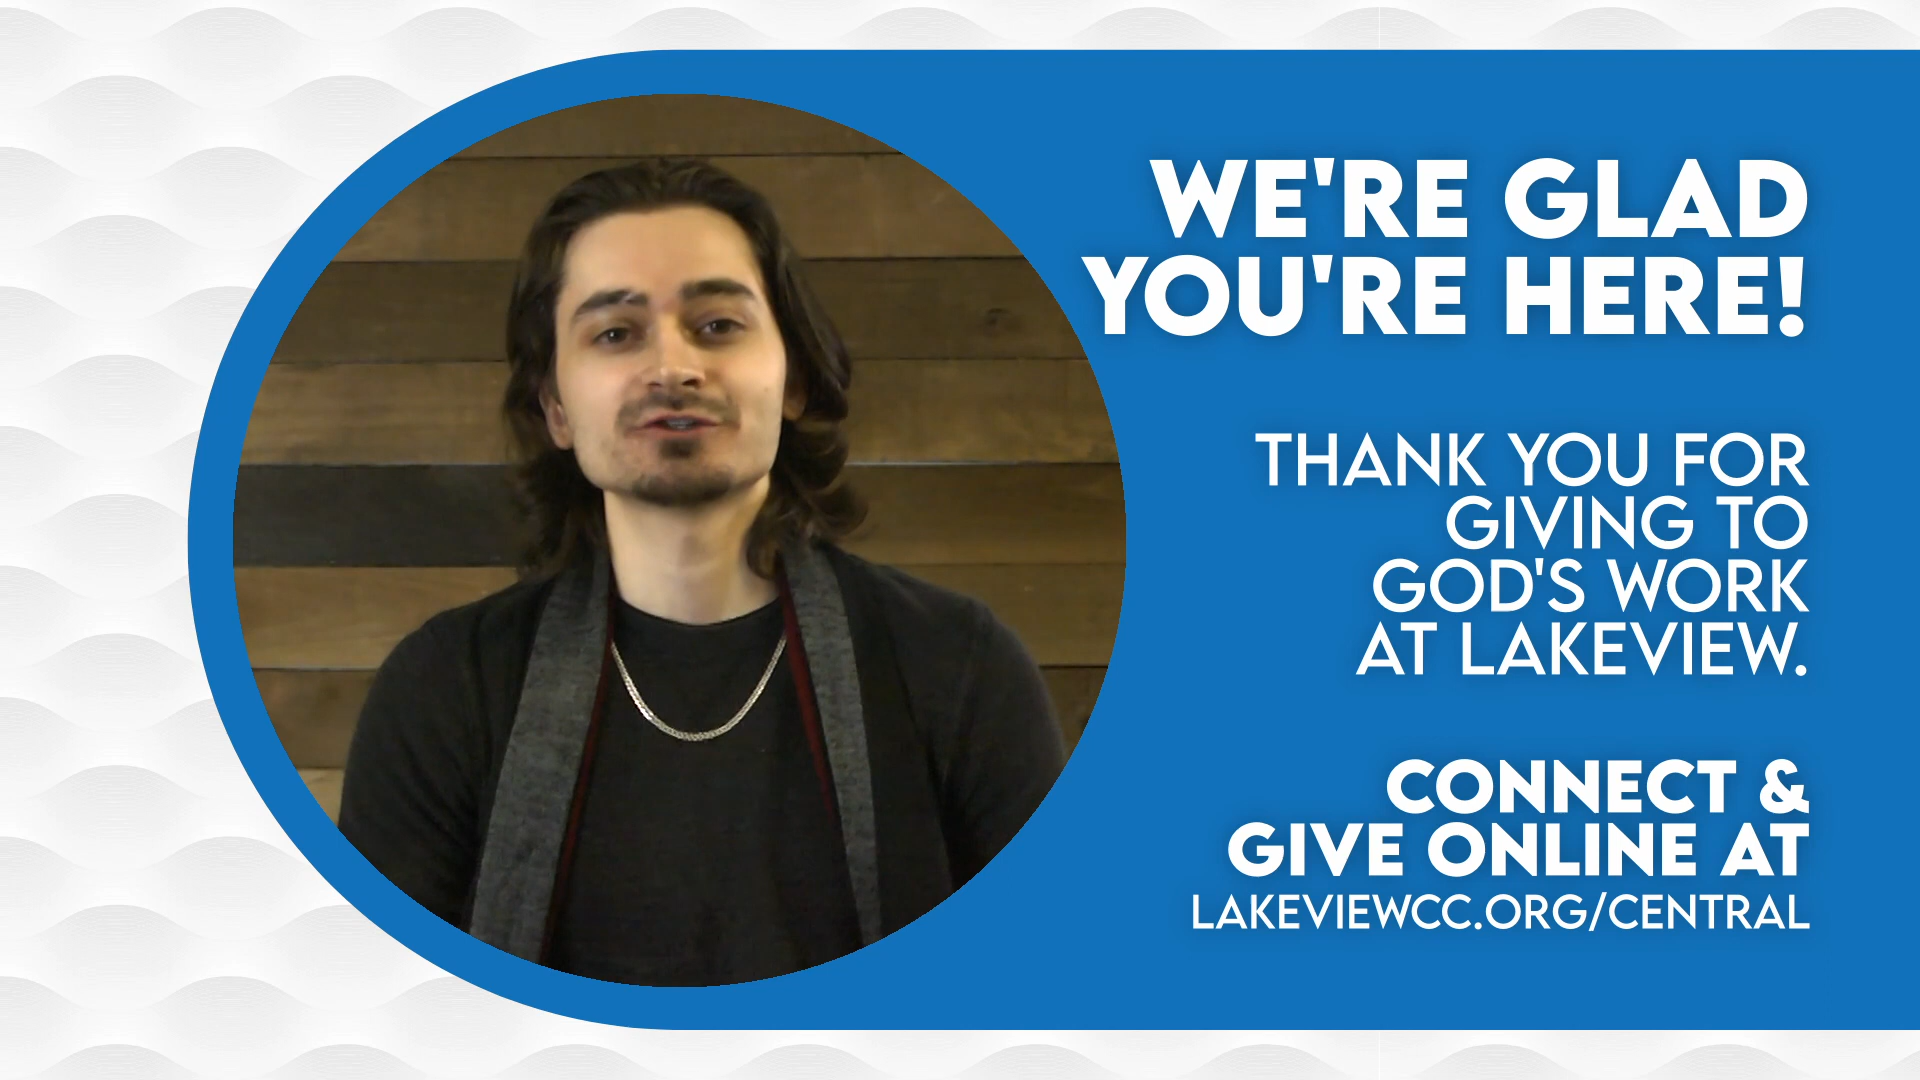 WE'RE GLAD
YOU'RE HERE!
THANK YOU FOR
GIVING TO
GOD'S WORK
AT LAKEVIEW.
CONNECT &
GIVE ONLINE AT
LAKEVIEWCC.ORG/CENTRAL